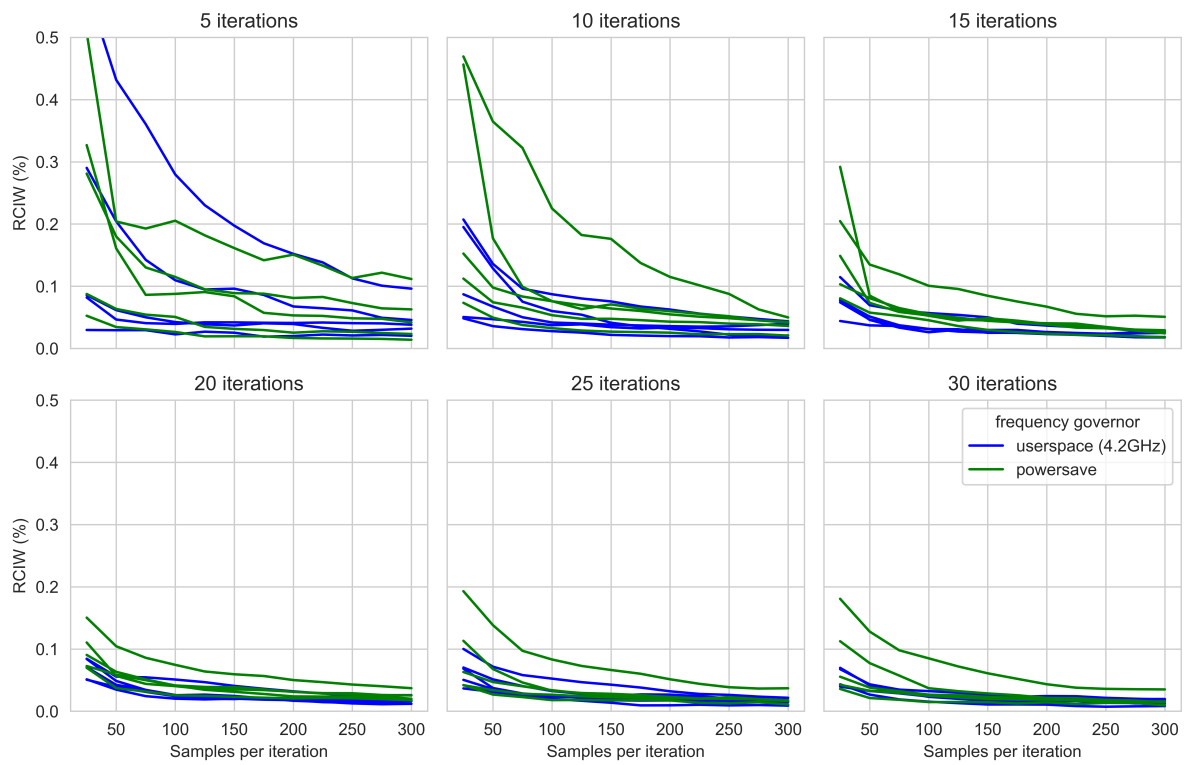 5 iterations
10 iterations
15 iterations
RCIW (%)
0.5
0.4
0.3
0.2
0.1
0.0
20 iterations
25 iterations
30 iterations
RCIW (%)
0.5
0.4
0.3
0.2
0.1
0.0
frequency governor
userspace (4.2GHz)
powersave
50 100 150 200 250 300
50 100 150 200 250 300
50 100 150 200 250 300
Samples per iteration
Samples per iteration
Samples per iteration